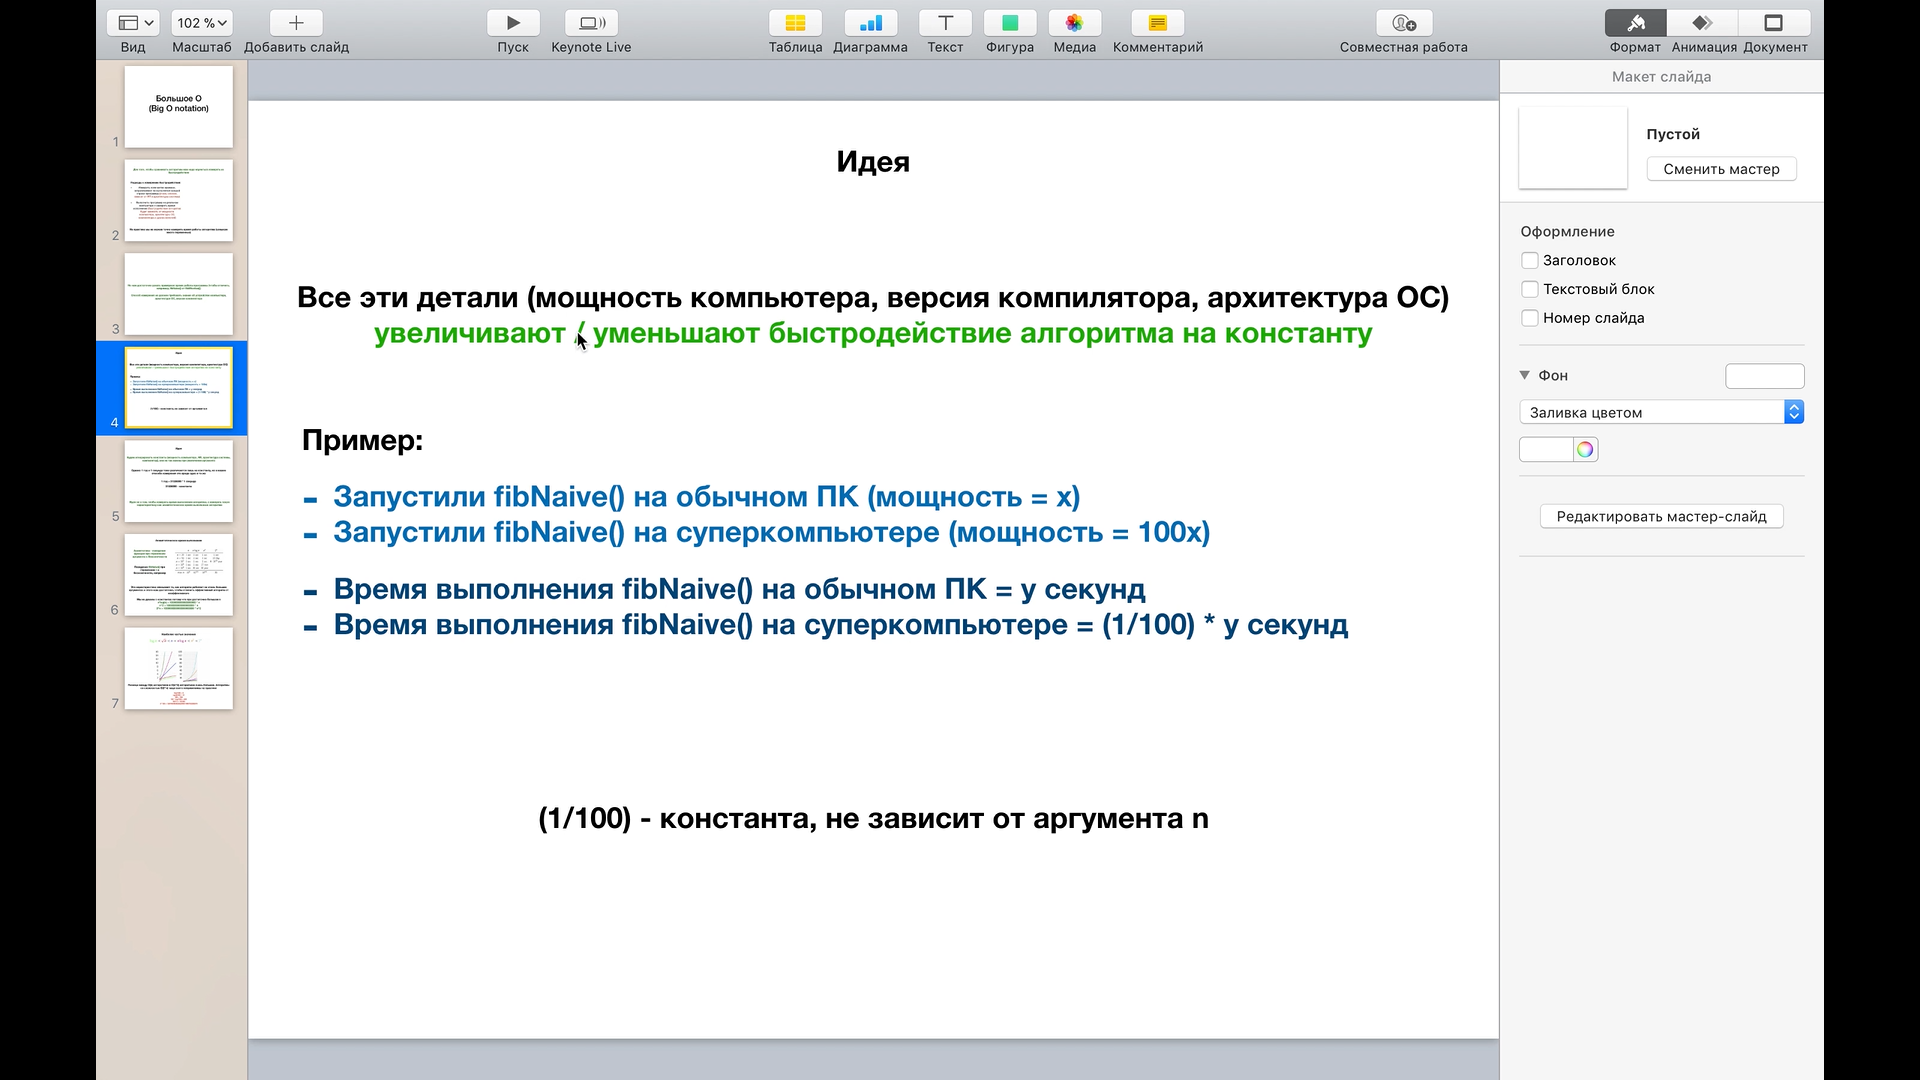 102 %
Вид
Масштаб
Добавить слайд
Пуск
Keynote Live
Таблица
Диаграмма
Текст
Фигура
Медиа
Комментарий
Совместная работа
Формат
Анимация
Документ
Большое О
(Big O notation)
1
2
3
4
5
6
7
Идея
Все эти детали (мощность компьютера, версия компилятора, архитектура ОС)
увеличивают / уменьшают быстродействие алгоритма на константу
Пример:
- Запустили fibNaive() на обычном ПК (мощность = x)
- Запустили fibNaive() на суперкомпьютере (мощность = 100x)
- Время выполнения fibNaive() на обычном ПК = y секунд
- Время выполнения fibNaive() на суперкомпьютере = (1/100) * y секунд
(1/100) - константа, не зависит от аргумента n
Макет слайда
Пустой
Сменить мастер
Оформление
Заголовок
Текстовый блок
Номер слайда
Фон
Заливка цветом
Редактировать мастер-слайд